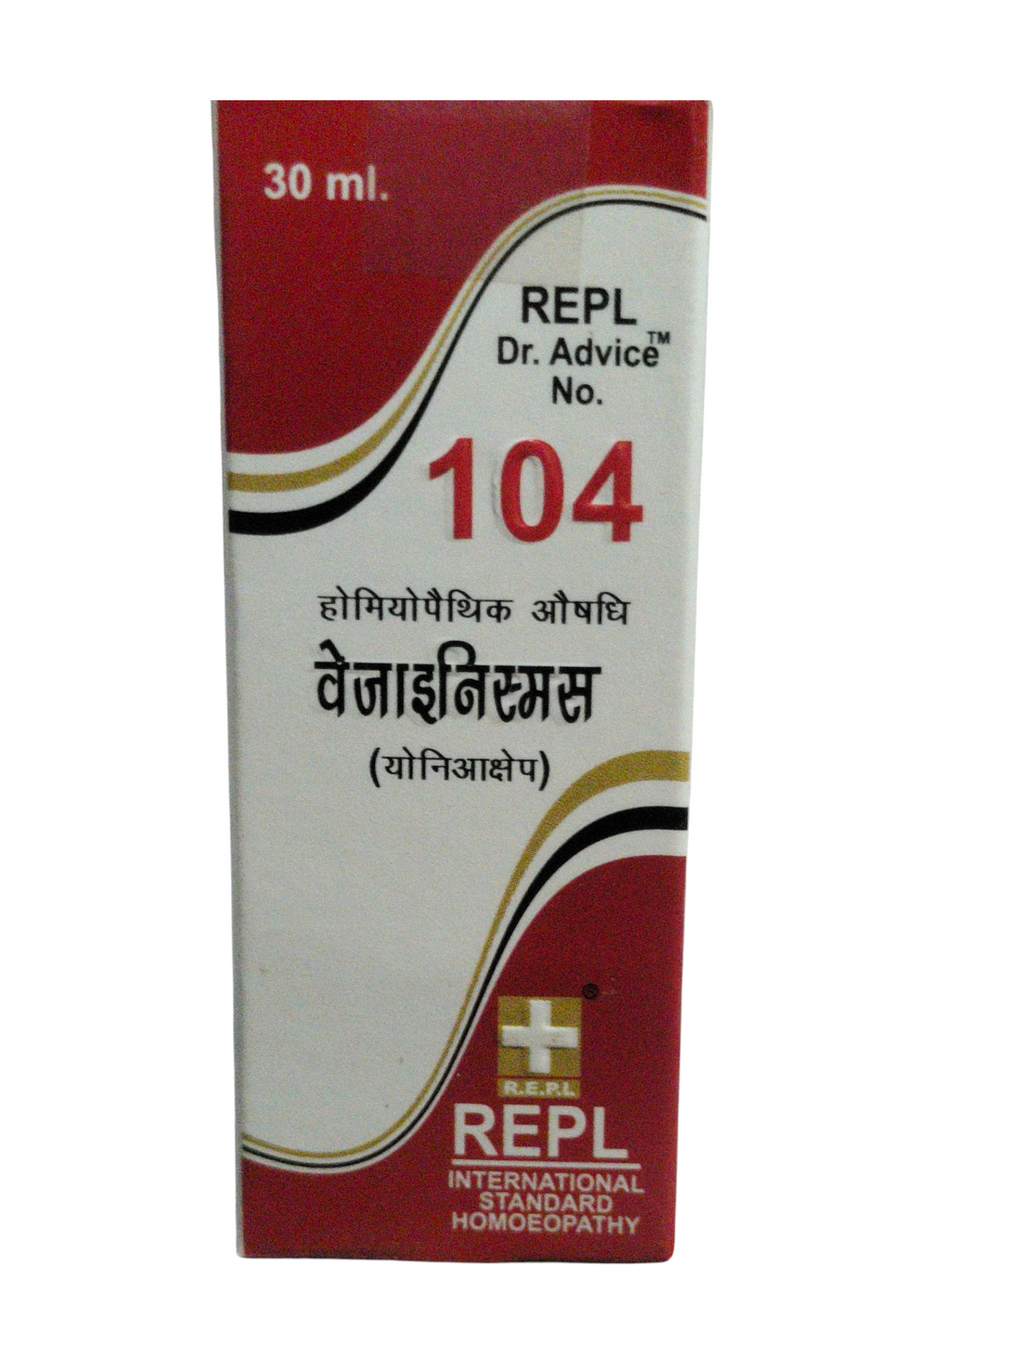 30 ml.
REPL
Dr. Advice™
No.
104
होमियोपैथिक औषधि
वेजाइनिस्मस
(योनिआक्षेप)
®
R.E.P.L
REPL
INTERNATIONAL
STANDARD
HOMOEOPATHY